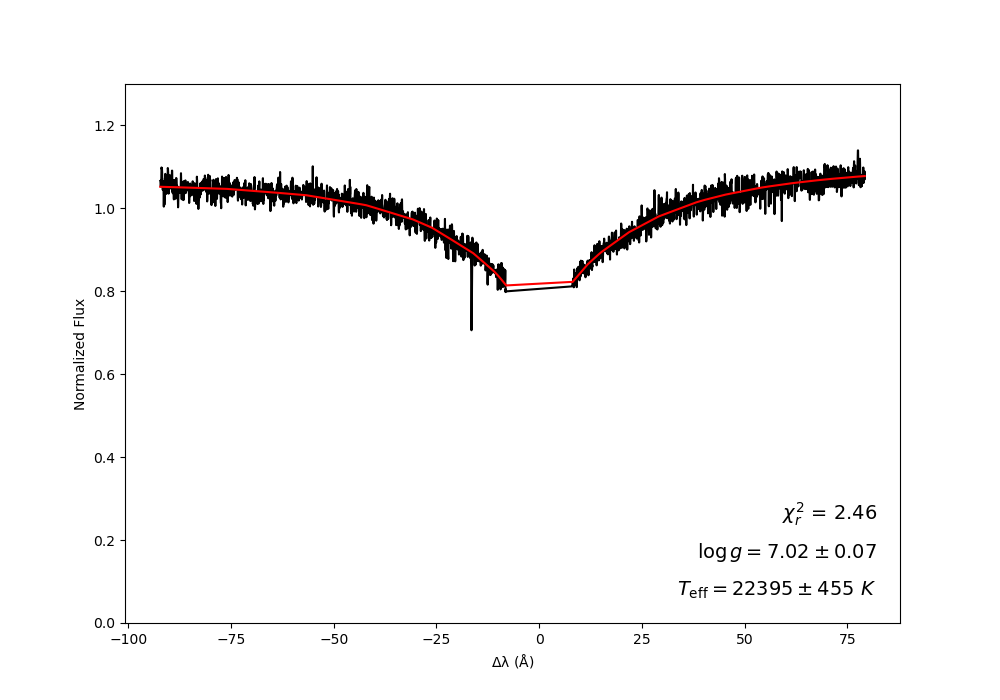 1.2
1.0
0.8
0.6
0.4
0.2
0.0
Normalized Flux
χ²ᵣ = 2.46
log g = 7.02 ± 0.07
T_eff = 22395 ± 455 K
−100 −75 −50 −25 0 25 50 75
Δλ (Å)